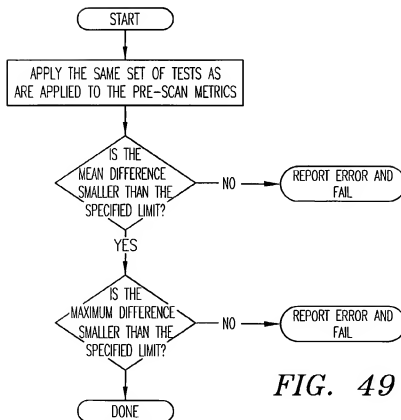 START
APPLY THE SAME SET OF TESTS AS
ARE APPLIED TO THE PRE-SCAN METRICS
IS THE
MEAN DIFFERENCE
SMALLER THAN THE
SPECIFIED LIMIT?
NO
REPORT ERROR AND
FAIL
YES
IS THE
MAXIMUM DIFFERENCE
SMALLER THAN THE
SPECIFIED LIMIT?
NO
REPORT ERROR AND
FAIL
DONE
FIG. 49